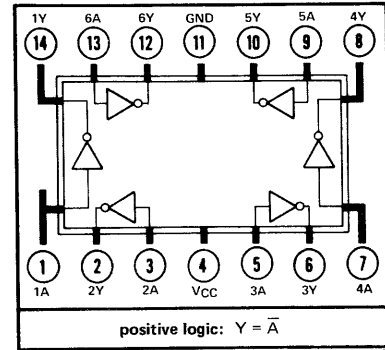 1Y 6A 6Y GND 5Y 5A 4Y
14 13 12 11 10 9 8
1 2 3 4 5 6 7
1A 2Y 2A VCC 3A 3Y 4A
positive logic: Y = A̅